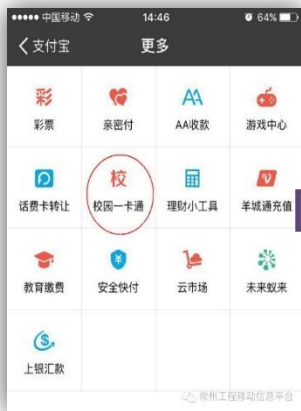 中国移动 14:46 64%
支付宝 更多
彩
彩票 亲密付 AA收款 游戏中心
校
话费卡转让 校园一卡通 理财小工具 羊城通充值
教育缴费 安全快付 云市场 未来蚁来
上银汇款
常州工程移动信息平台